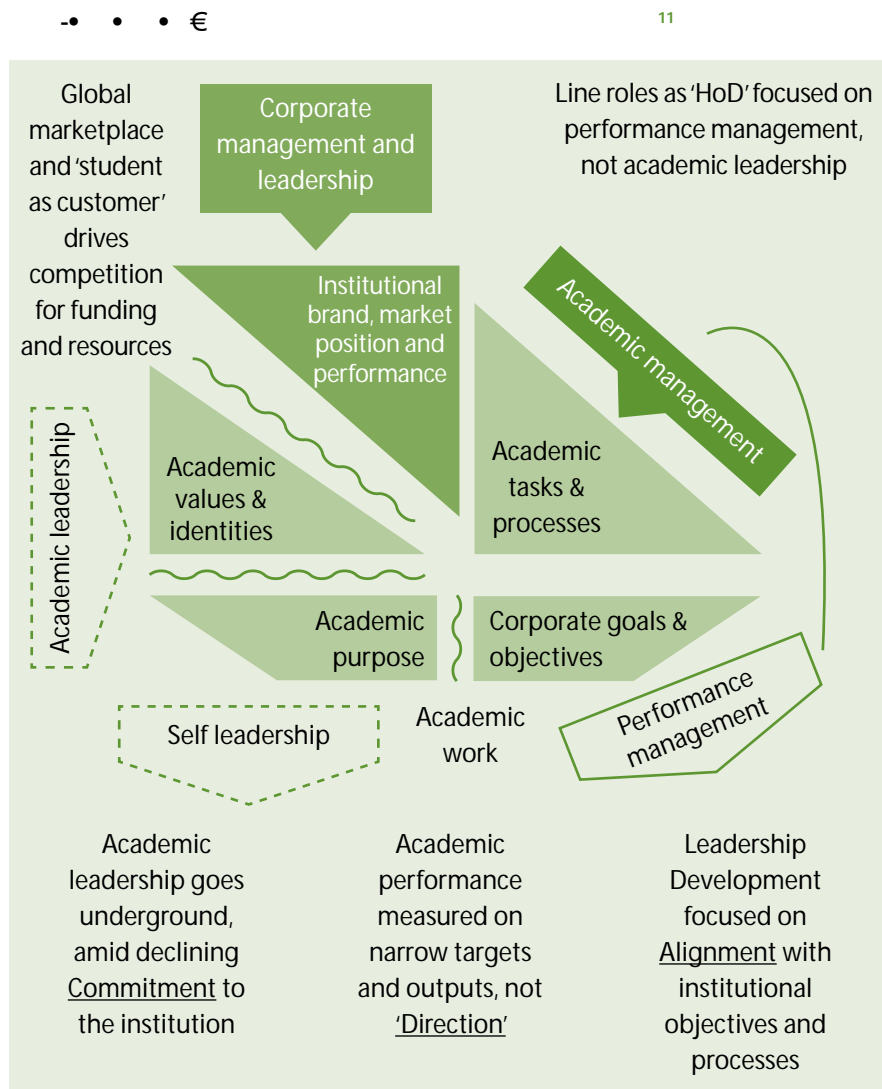 -• • • €
11
Global
marketplace
and ‘student
as customer’
drives
competition
for funding
and resources
Corporate
management and
leadership
Line roles as ‘HoD’ focused on
performance management,
not academic leadership
Institutional
brand, market
position and
performance
Academic management
Academic leadership
Academic
values &
identities
Academic
tasks &
processes
Academic
purpose
Corporate goals &
objectives
Self leadership
Academic
work
Performance
management
Academic
leadership goes
underground,
amid declining
Commitment to
the institution
Academic
performance
measured on
narrow targets
and outputs, not
‘Direction’
Leadership
Development
focused on
Alignment with
institutional
objectives and
processes